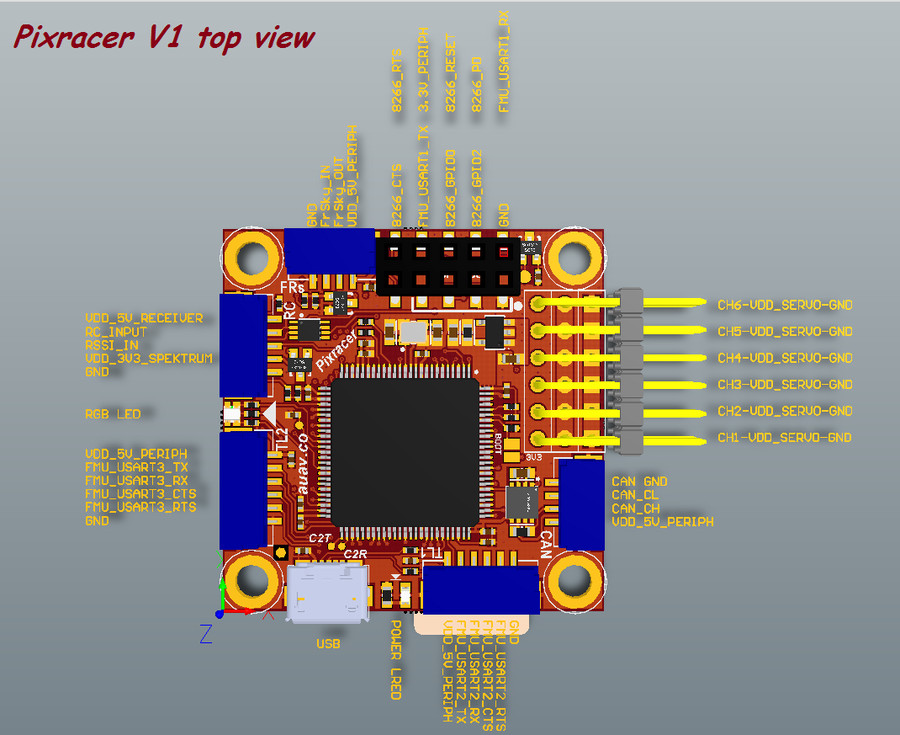 Pixracer V1 top view
8266_RTS
3.3V_PERIPH
8266_RESET
8266_PD
FMU_USART1_RX
GND
FrSky_IN
FrSky_OUT
VDD_5V_PERIPH
8266_CTS
FMU_USART1_TX
8266_GPIO0
8266_GPIO2
GND
FRs
RC
Pixracer
VDD_5V_RECEIVER
RC_INPUT
RSSI_IN
VDD_3V3_SPEKTRUM
GND
RGB LED
VDD_5V_PERIPH
FMU_USART3_TX
FMU_USART3_RX
FMU_USART3_CTS
FMU_USART3_RTS
GND
TL2
auav.co
BOOT
3V3
CH6-VDD_SERVO-GND
CH5-VDD_SERVO-GND
CH4-VDD_SERVO-GND
CH3-VDD_SERVO-GND
CH2-VDD_SERVO-GND
CH1-VDD_SERVO-GND
CAN GND
CAN_CL
CAN_CH
VDD_5V_PERIPH
CAN
C2T
C2R
TL1
USB
POWER LRED
VDD_5V_PERIPH
FMU_USART2_TX
FMU_USART2_RX
FMU_USART2_CTS
FMU_USART2_RTS
GND
Z
X